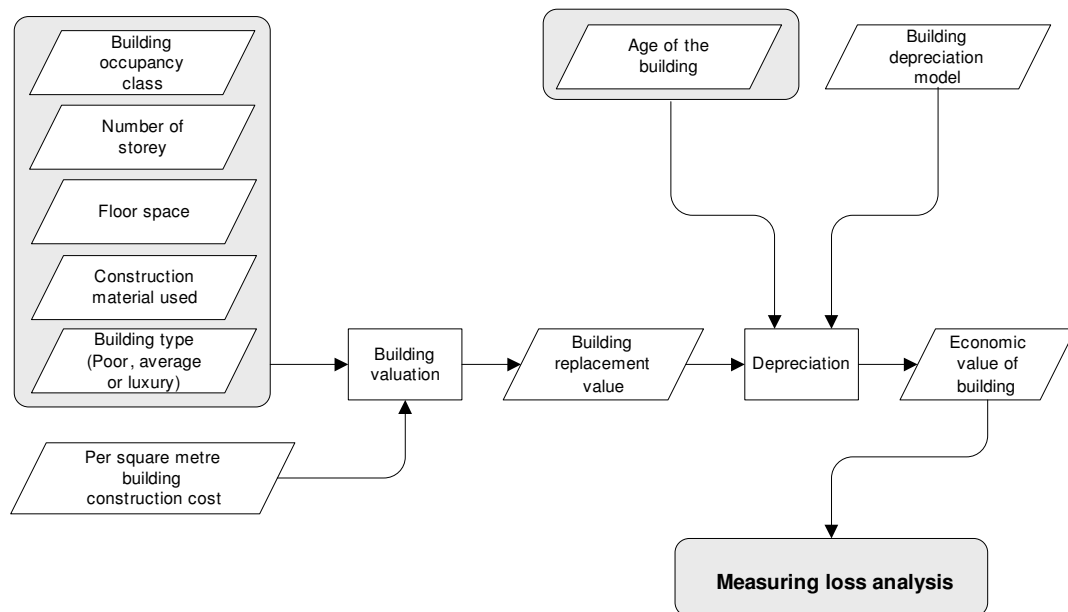 Building
occupancy
class
Number of
storey
Floor space
Construction
material used
Building type
(Poor, average
or luxury)
Per square metre
building
construction cost
Building
valuation
Building
replacement
value
Age of the
building
Building
depreciation
model
Depreciation
Economic
value of
building
Measuring loss analysis